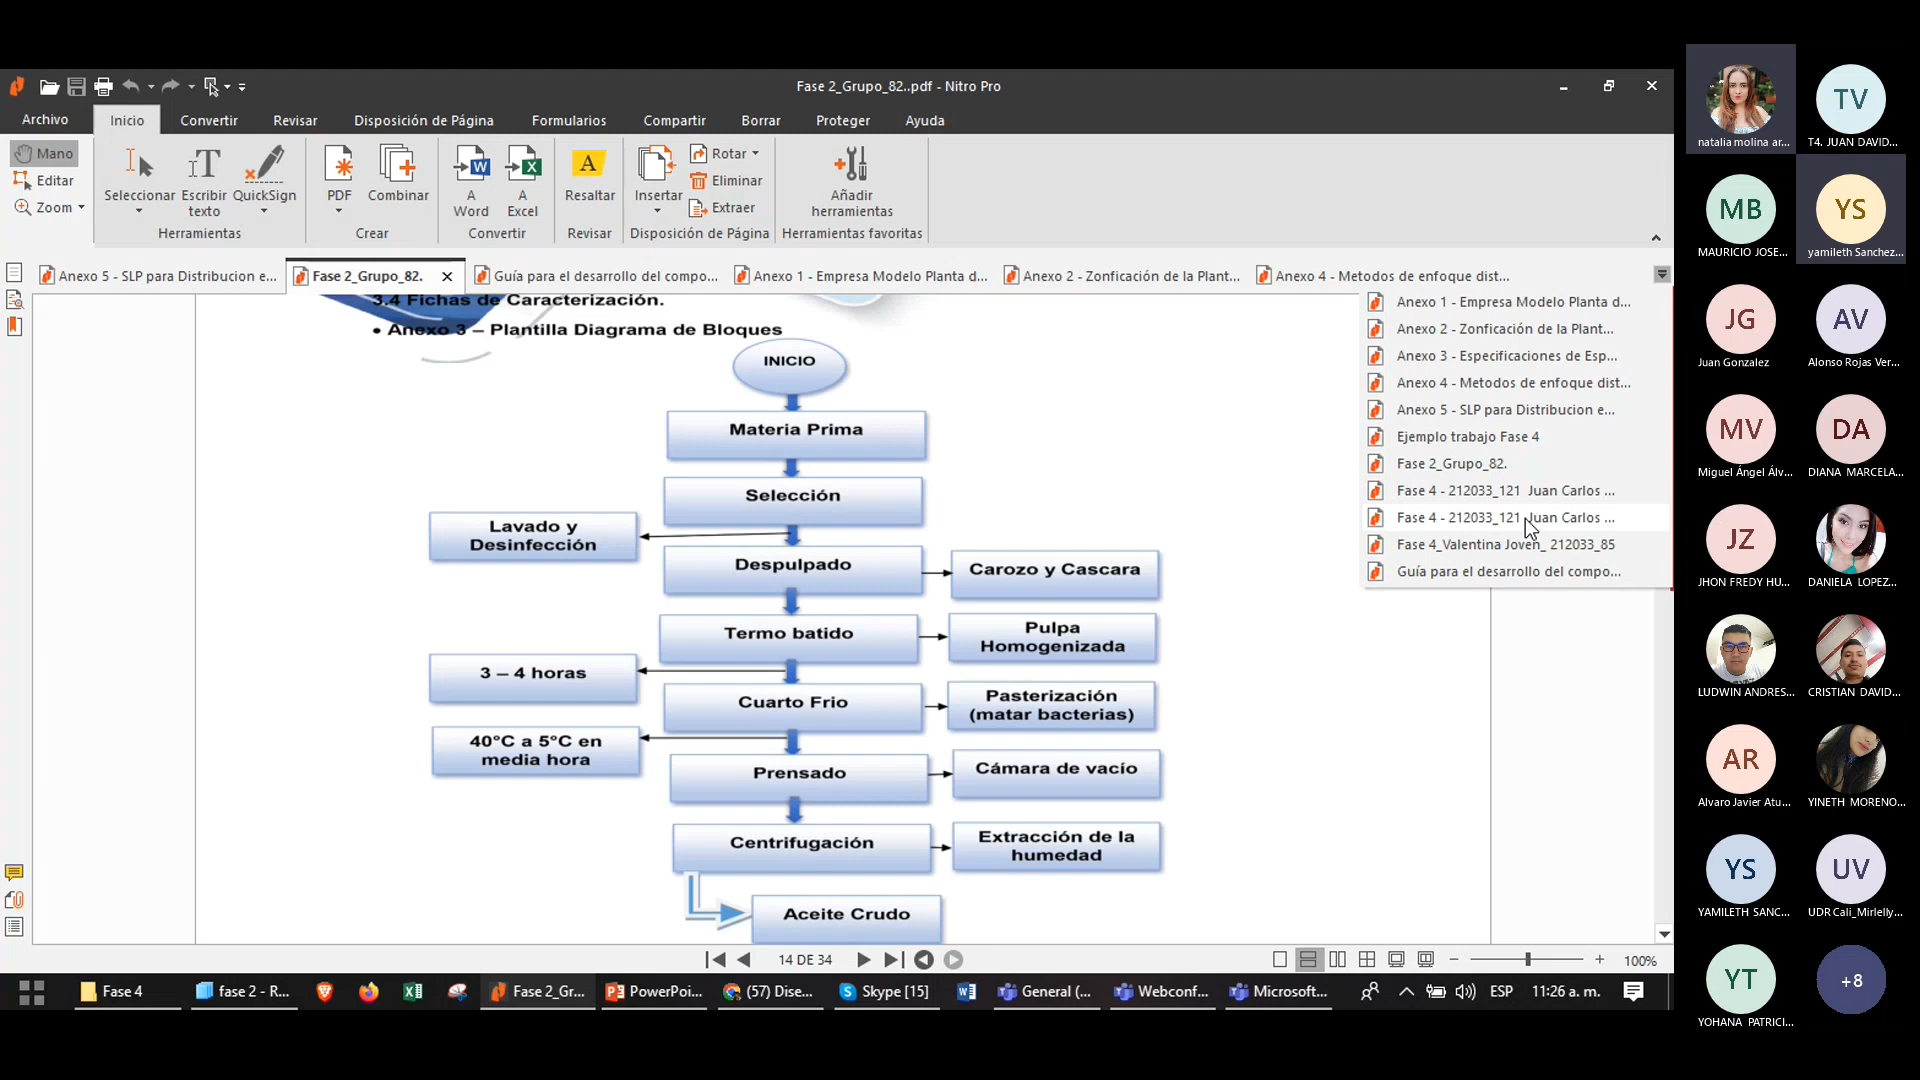 Fase 2_Grupo_82..pdf - Nitro Pro
Archivo
Inicio
Convertir
Revisar
Disposición de Página
Formularios
Compartir
Borrar
Proteger
Ayuda
Mano
Editar
Zoom
Seleccionar
Escribir texto
QuickSign
Herramientas
PDF
Combinar
Crear
A Word
A Excel
Convertir
Resaltar
Revisar
Insertar
Rotar
Eliminar
Extraer
Disposición de Página
Añadir herramientas
Herramientas favoritas
Anexo 5 - SLP para Distribucion e...
Fase 2_Grupo_82.
Guía para el desarrollo del compo...
Anexo 1 - Empresa Modelo Planta d...
Anexo 2 - Zonficación de la Plant...
Anexo 4 - Metodos de enfoque dist...
Anexo 1 - Empresa Modelo Planta d...
Anexo 2 - Zonficación de la Plant...
Anexo 3 - Especificaciones de Esp...
Anexo 4 - Metodos de enfoque dist...
Anexo 5 - SLP para Distribucion e...
Ejemplo trabajo Fase 4
Fase 2_Grupo_82.
Fase 4 - 212033_121 Juan Carlos ...
Fase 4 - 212033_121 Juan Carlos ...
Fase 4_Valentina Joven_ 212033_85
Guía para el desarrollo del compo...
3.4 Fichas de Caracterización.
• Anexo 3 – Plantilla Diagrama de Bloques
INICIO
Materia Prima
Selección
Lavado y
Desinfección
Despulpado
Carozo y Cascara
Termo batido
Pulpa
Homogenizada
3 – 4 horas
Cuarto Frio
Pasterización
(matar bacterias)
40°C a 5°C en
media hora
Prensado
Cámara de vacío
Centrifugación
Extracción de la
humedad
Aceite Crudo
14 DE 34
100%
Fase 4
fase 2 - R...
Fase 2_Gr...
PowerPoi...
(57) Dise...
Skype [15]
General (...
Webconf...
Microsoft...
ESP
11:26 a. m.
natalia molina ar...
TV
T4. JUAN DAVID...
MB
MAURICIO JOSE...
YS
yamileth Sanchez...
JG
Juan Gonzalez
AV
Alonso Rojas Ver...
MV
Miguel Ángel Álv...
DA
DIANA MARCELA...
JZ
JHON FREDY HU...
DANIELA LOPEZ...
LUDWIN ANDRES...
CRISTIAN DAVID...
AR
Alvaro Javier Atu...
YINETH MORENO...
YS
YAMILETH SANC...
UV
UDR Cali_Mirlelly...
YT
YOHANA PATRICI...
+8